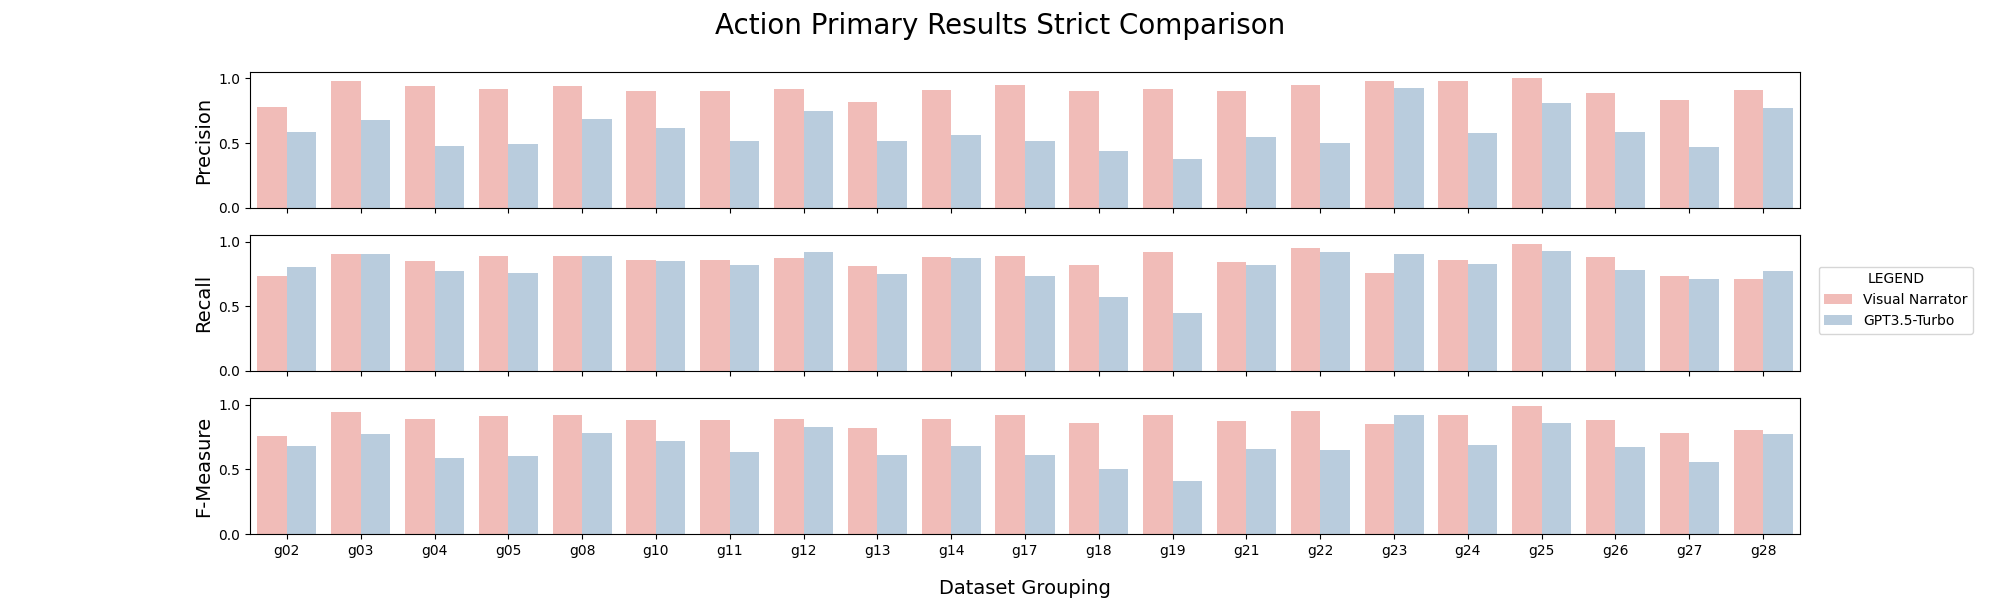 Action Primary Results Strict Comparison
1.0
0.5
0.0
Precision
1.0
0.5
0.0
Recall
LEGEND
Visual Narrator
GPT3.5-Turbo
1.0
0.5
0.0
F-Measure
g02 g03 g04 g05 g08 g10 g11 g12 g13 g14 g17 g18 g19 g21 g22 g23 g24 g25 g26 g27 g28
Dataset Grouping